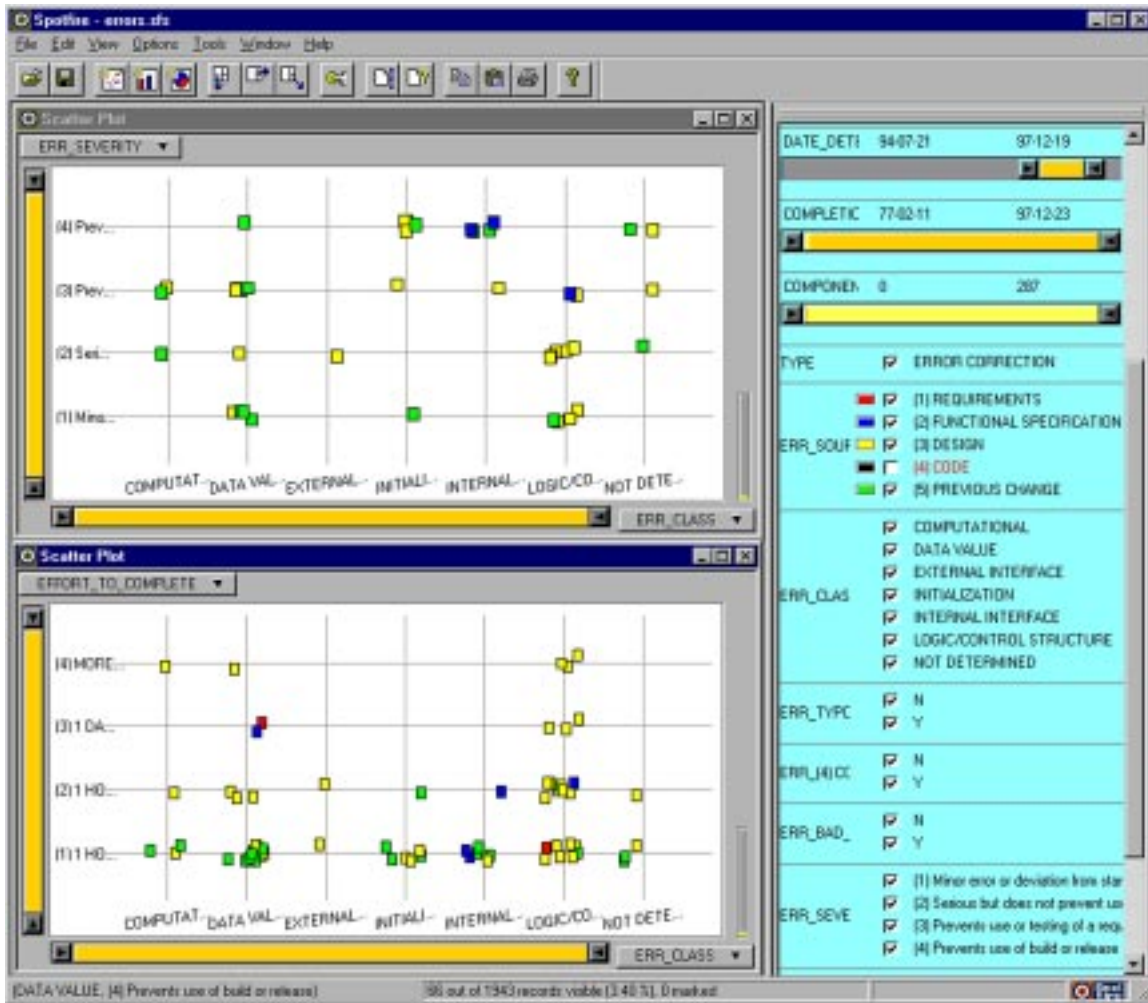 Spotfire - errors.sfs
File Edit View Options Tools Window Help
Scatter Plot
ERR_SEVERITY
(4) Prev...
(3) Prev...
(2) Seri...
(1) Mino...
COMPUTAT... DATA VAL... EXTERNAL... INITIALI... INTERNAL... LOGIC/CO... NOT DETE...
ERR_CLASS
Scatter Plot
EFFORT_TO_COMPLETE
(4) MORE...
(3) 1 DA...
(2) 1 HO...
(1) 1 HO...
COMPUTAT... DATA VAL... EXTERNAL... INITIALI... INTERNAL... LOGIC/CO... NOT DETE...
ERR_CLASS
DATE_DETE 94-07-21 97-12-19
COMPLETIC 77-02-11 97-12-23
COMPONEN 0 287
TYPE ERROR CORRECTION
(1) REQUIREMENTS
(2) FUNCTIONAL SPECIFICATION
ERR_SOUF (3) DESIGN
(4) CODE
(5) PREVIOUS CHANGE
COMPUTATIONAL
DATA VALUE
EXTERNAL INTERFACE
ERR_CLAS INITIALIZATION
INTERNAL INTERFACE
LOGIC/CONTROL STRUCTURE
NOT DETERMINED
ERR_TYPC N
Y
ERR_(4) CC N
Y
ERR_BAD_ N
Y
(1) Minor error or deviation from star
ERR_SEVE (2) Serious but does not prevent us
(3) Prevents use or testing of a requ
(4) Prevents use of build or release
(DATA VALUE, (4) Prevents use of build or release) 66 out of 1943 records visible (3.40 %), 0 marked